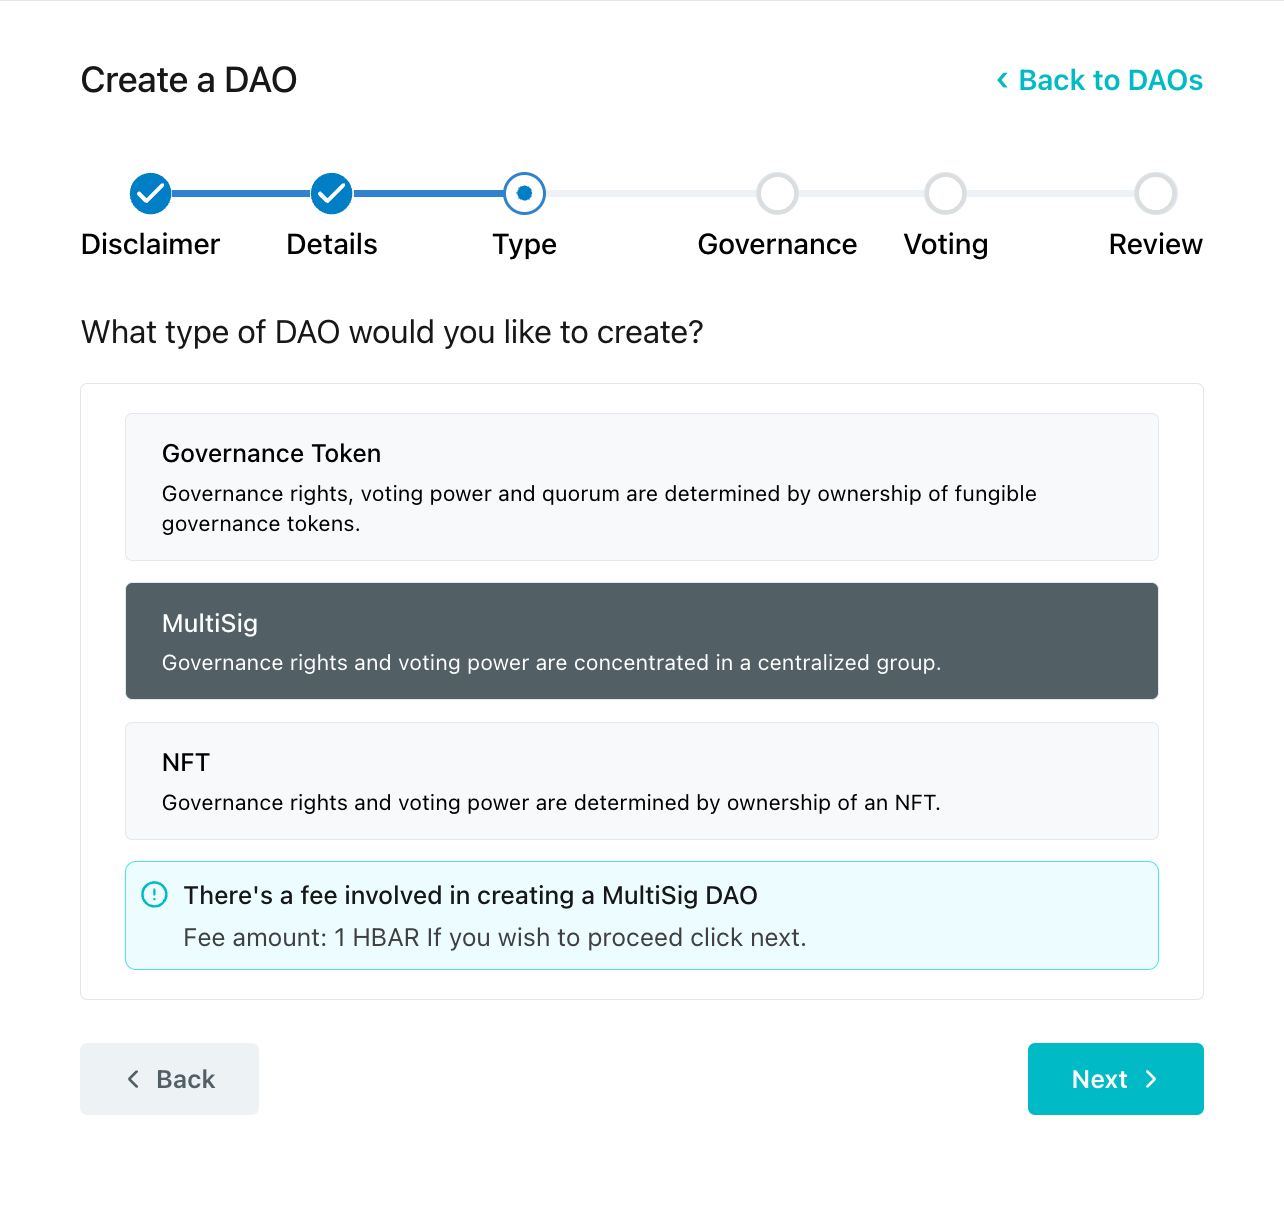 Create a DAO
Back to DAOs
Disclaimer
Details
Type
Governance
Voting
Review
What type of DAO would you like to create?
Governance Token
Governance rights, voting power and quorum are determined by ownership of fungible
governance tokens.
MultiSig
Governance rights and voting power are concentrated in a centralized group.
NFT
Governance rights and voting power are determined by ownership of an NFT.
There's a fee involved in creating a MultiSig DAO
Fee amount: 1 HBAR If you wish to proceed click next.
Back
Next